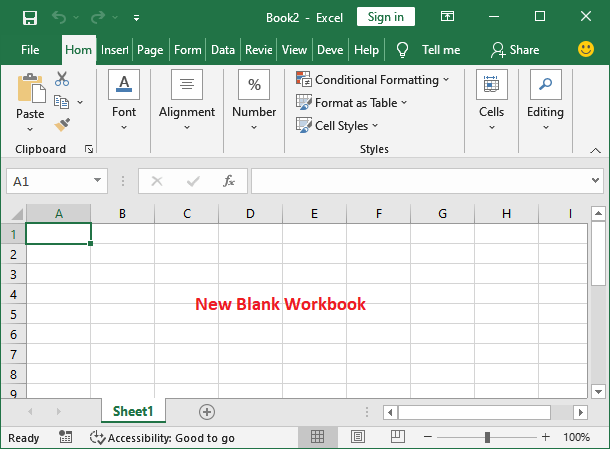 Book2 - Excel Sign in
File Hom Insert Page Form Data Revie View Deve Help Tell me Share
Conditional Formatting
Format as Table
Cell Styles
Paste Font Alignment Number Cells Editing
Clipboard Styles
A1 fx
A B C D E F G H I
1
2
3
4
New Blank Workbook
5
6
7
8
9
Sheet1
Ready Accessibility: Good to go 100%